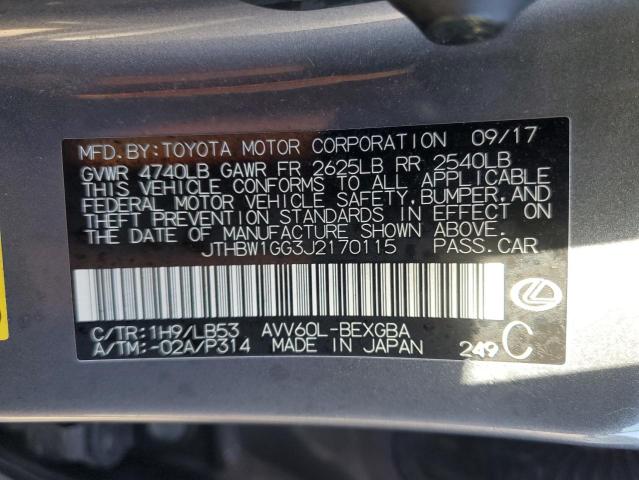 MFD.BY:TOYOTA MOTOR CORPORATION 09/17
GVWR 4740LB GAWR FR 2625LB RR 2540LB
THIS VEHICLE CONFORMS TO ALL APPLICABLE
FEDERAL MOTOR VEHICLE SAFETY,BUMPER,AND
THEFT PREVENTION STANDARDS IN EFFECT ON
THE DATE OF MANUFACTURE SHOWN ABOVE.
JTHBW1GG3J2170115 PASS.CAR
C/TR:1H9/LB53 AVV60L-BEXGBA
A/TM:-02A/P314 MADE IN JAPAN 249 C